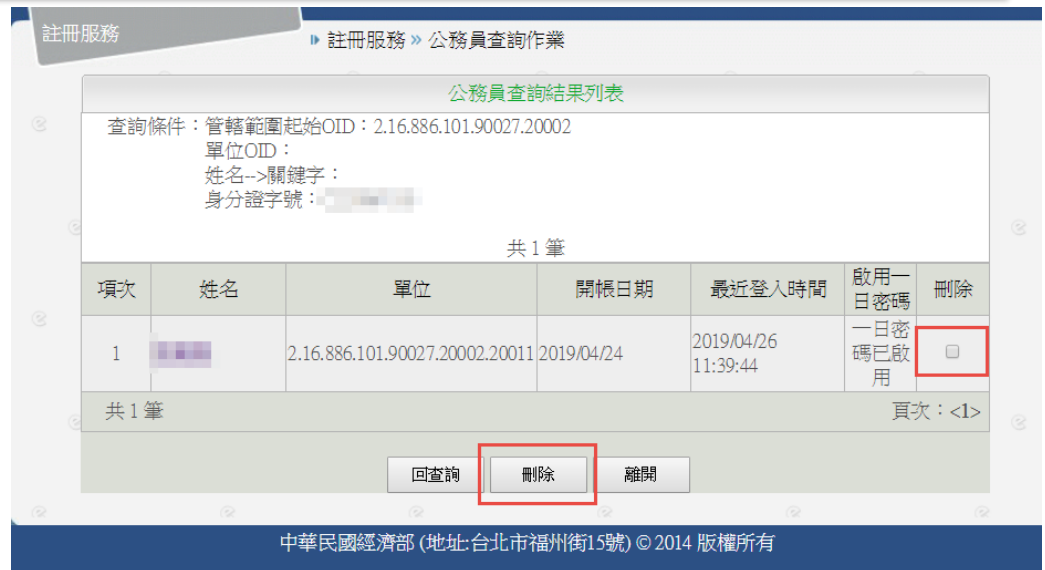 註冊服務
註冊服務 » 公務員查詢作業
公務員查詢結果列表
查詢條件：管轄範圍起始OID：2.16.886.101.90027.20002
單位OID：
姓名-->關鍵字：
身分證字號：
共 1 筆
項次 姓名 單位 開帳日期 最近登入時間 啟用一日密碼 刪除
1 2.16.886.101.90027.20002.20011 2019/04/24 2019/04/26 11:39:44 一日密碼已啟用
共 1 筆 頁次：<1>
回查詢 刪除 離開
中華民國經濟部 (地址:台北市福州街15號) © 2014 版權所有